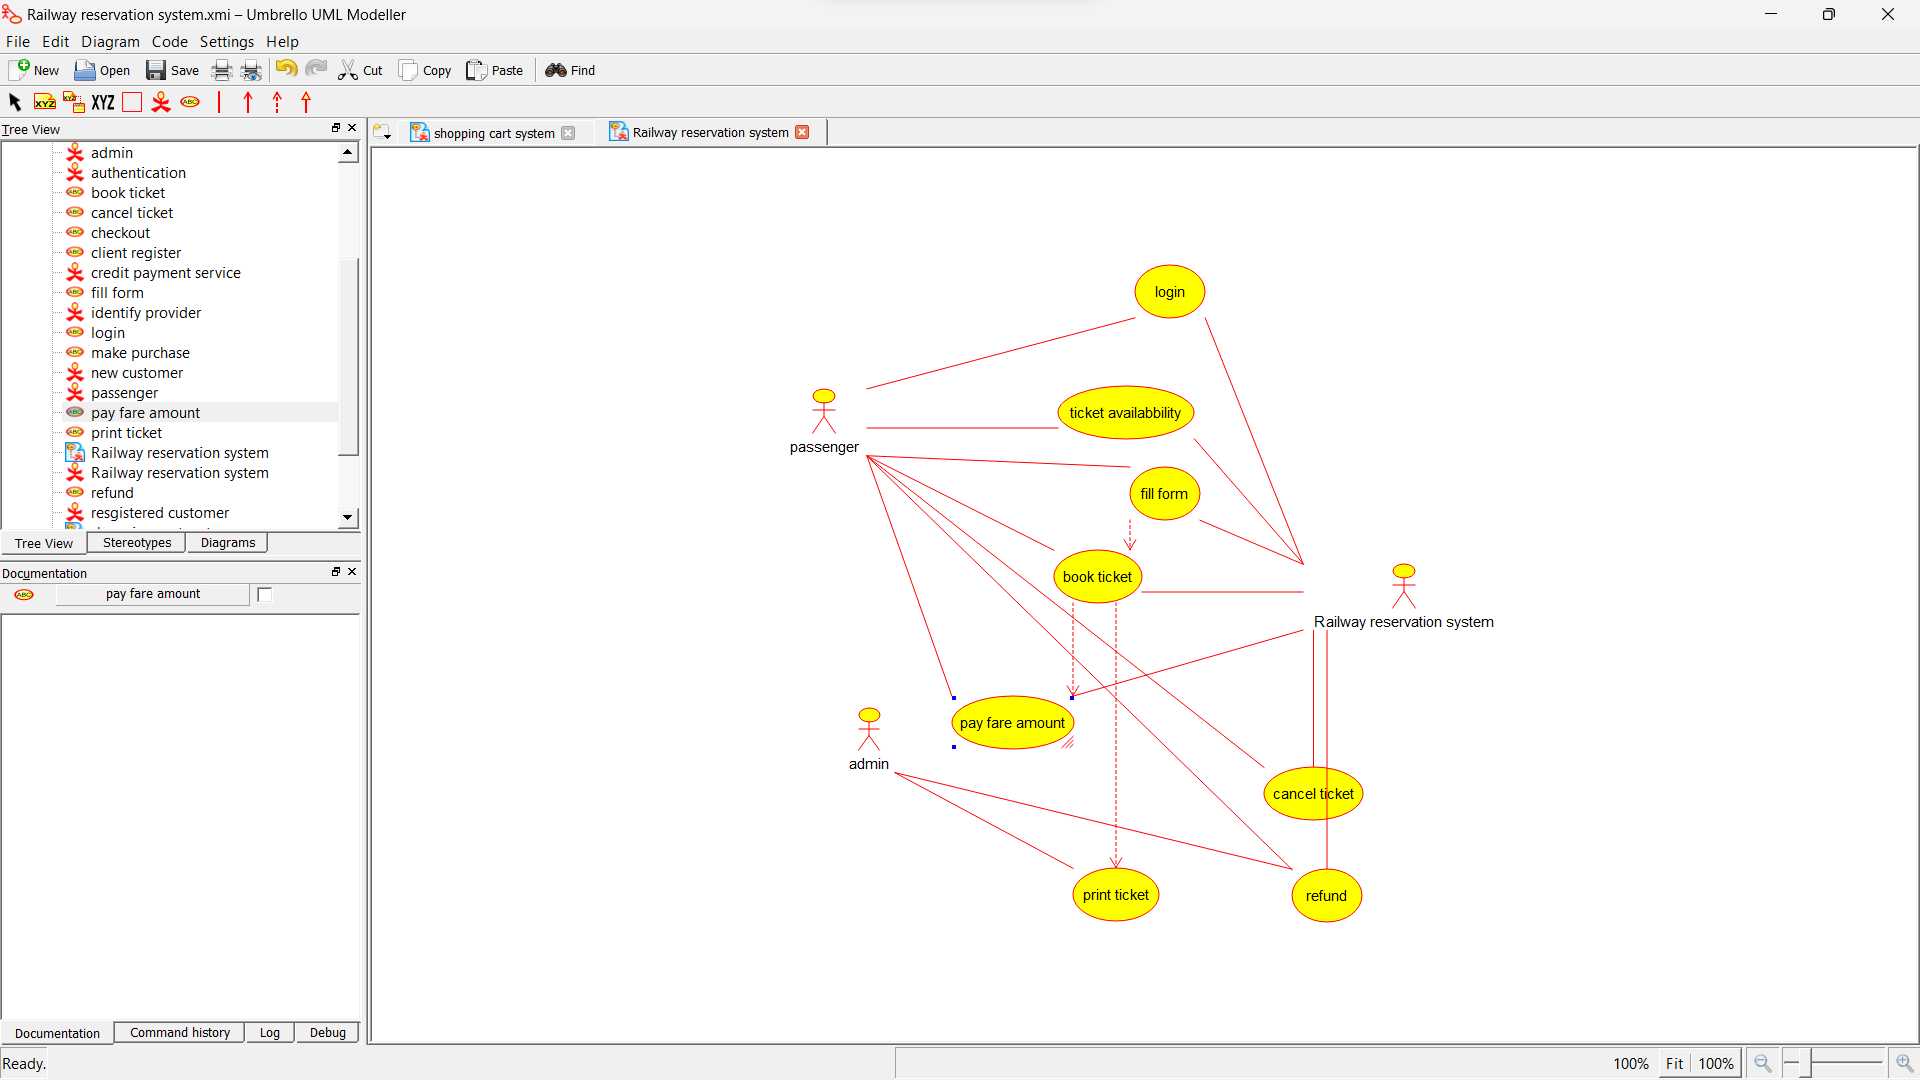 Railway reservation system.xmi – Umbrello UML Modeller
File Edit Diagram Code Settings Help
New Open Save Cut Copy Paste Find
XYZ XYZ XYZ ABC
Tree View
shopping cart system Railway reservation system
admin
authentication
book ticket
cancel ticket
checkout
client register
credit payment service
fill form
identify provider
login
make purchase
new customer
passenger
pay fare amount
print ticket
Railway reservation system
Railway reservation system
refund
resgistered customer
Tree View Stereotypes Diagrams
Documentation
ABC pay fare amount
login
ticket availabbility
passenger
fill form
book ticket
Railway reservation system
pay fare amount
admin
cancel ticket
print ticket
refund
Documentation Command history Log Debug
Ready.
100% Fit 100%